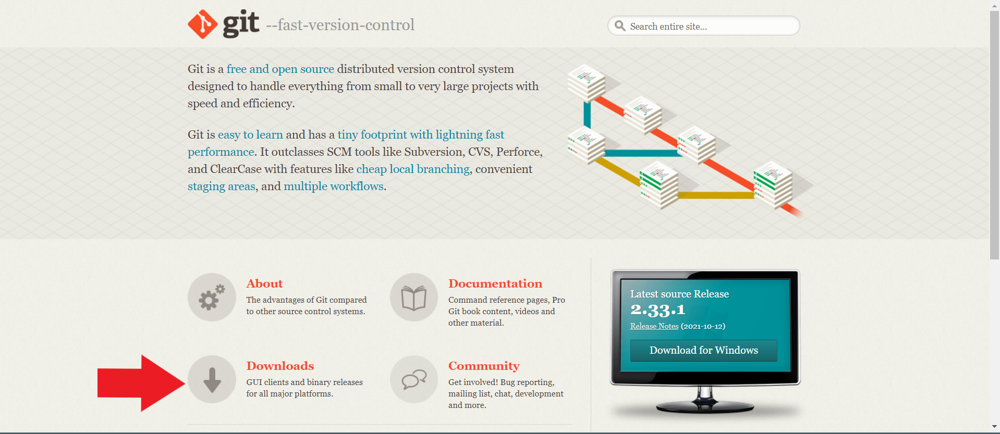 git --fast-version-control
Search entire site...
Git is a free and open source distributed version control system
designed to handle everything from small to very large projects with
speed and efficiency.
Git is easy to learn and has a tiny footprint with lightning fast
performance. It outclasses SCM tools like Subversion, CVS, Perforce,
and ClearCase with features like cheap local branching, convenient
staging areas, and multiple workflows.
About
The advantages of Git compared
to other source control systems.
Documentation
Command reference pages, Pro
Git book content, videos and
other material.
Downloads
GUI clients and binary releases
for all major platforms.
Community
Get involved! Bug reporting,
mailing list, chat, development
and more.
Latest source Release
2.33.1
Release Notes (2021-10-12)
Download for Windows